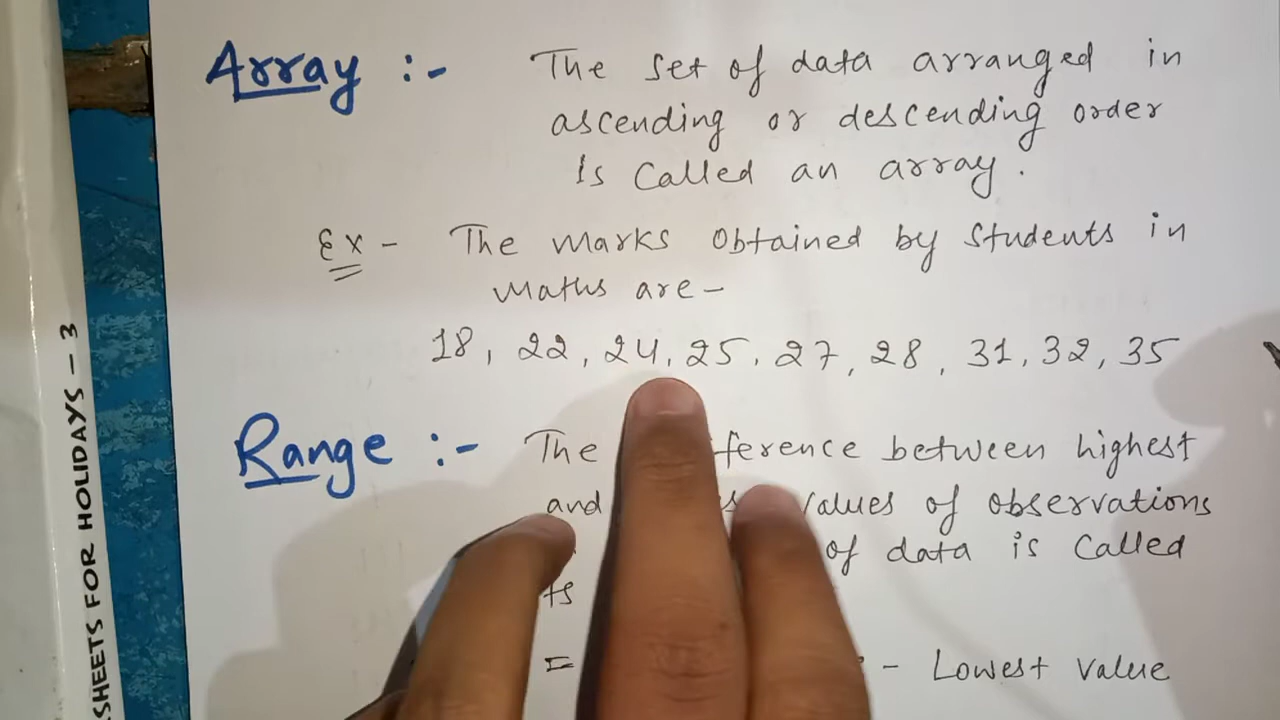 Array :- The set of data arranged in
ascending or descending order
is called an array.
Ex - The marks obtained by students in
Maths are -
18, 22, 24, 25, 27, 28, 31, 32, 35
Range :- The ference between highest
and values of observations
of data is called
ts
= - Lowest value
SHEETS FOR HOLIDAYS - 3